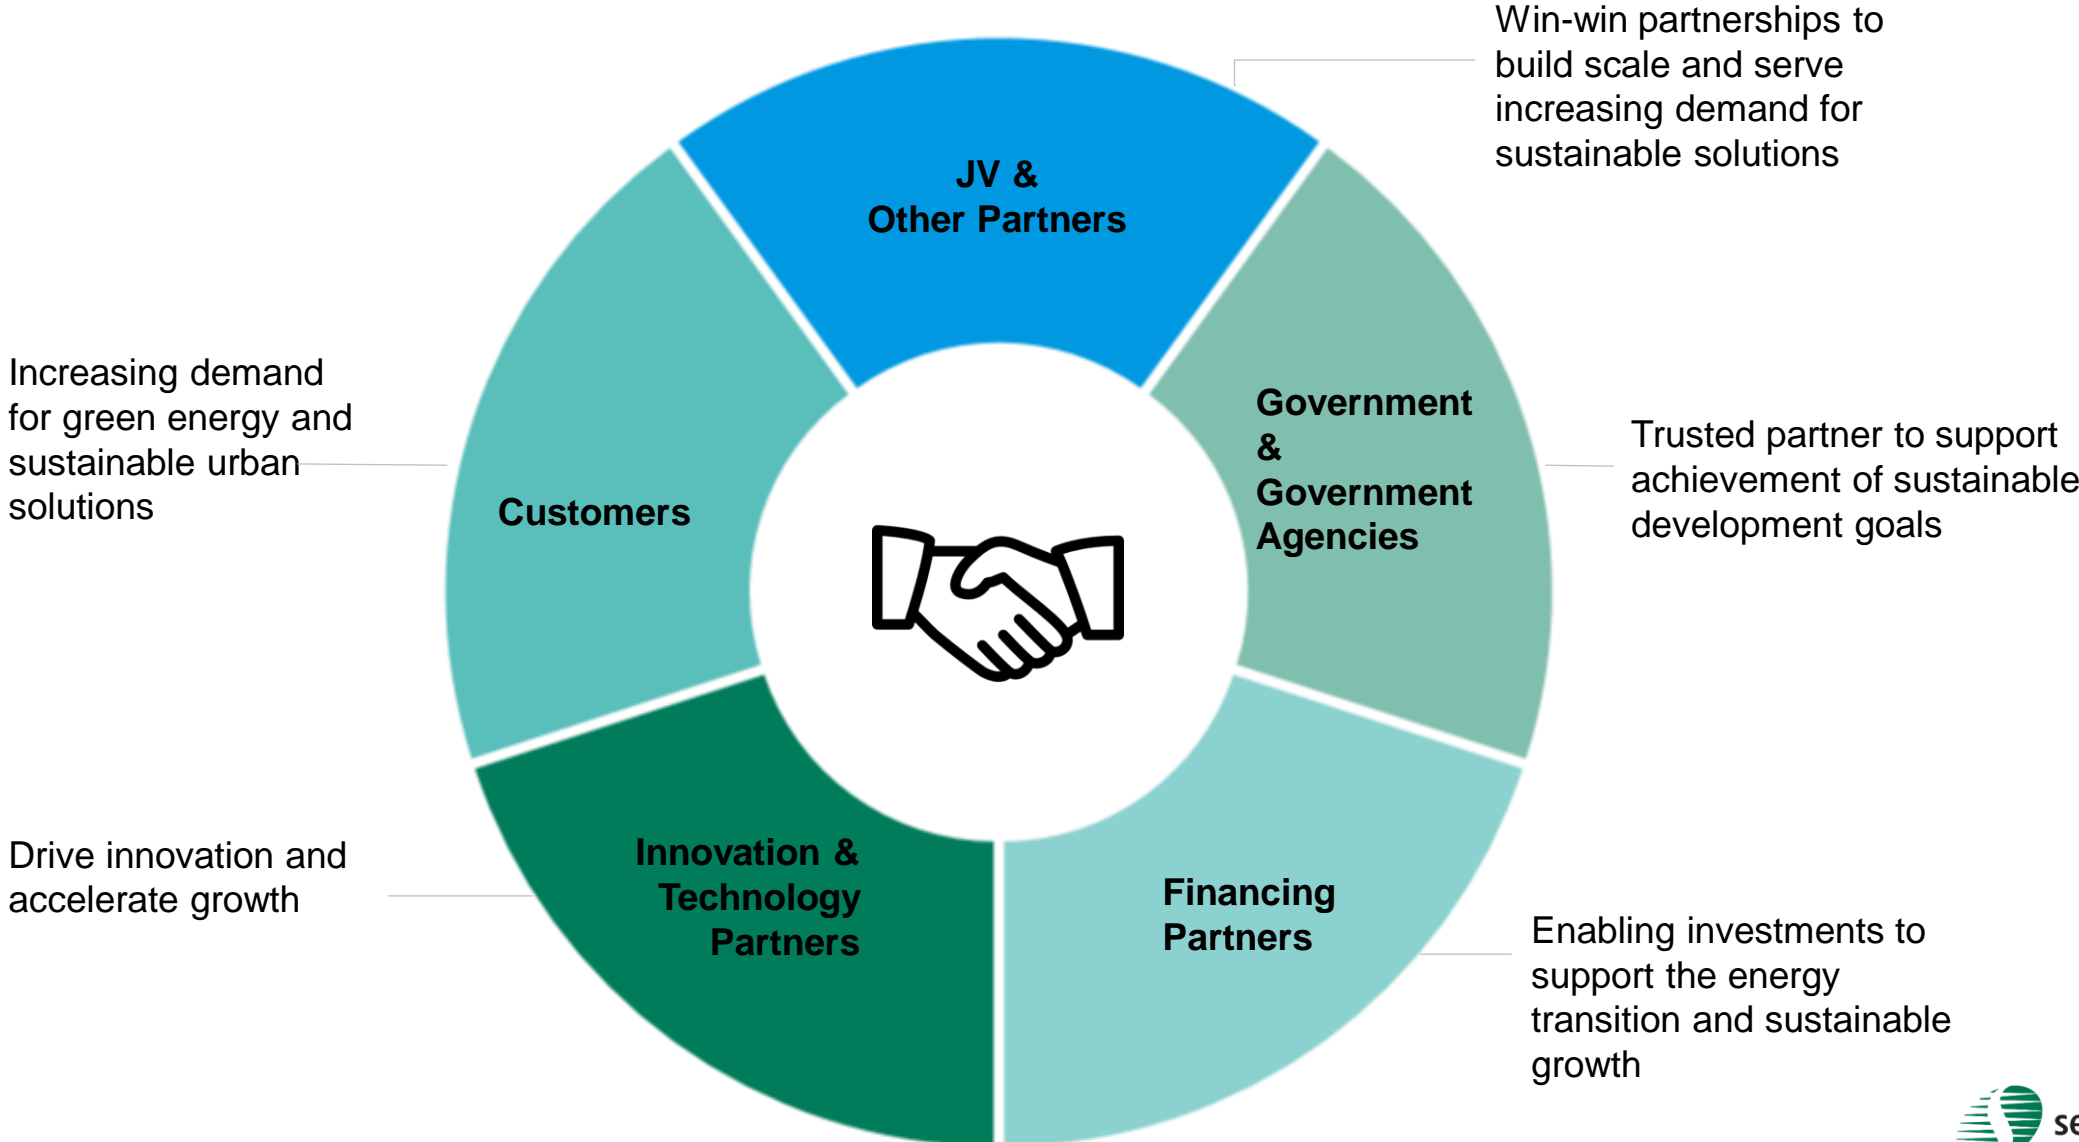 Win-win partnerships to
build scale and serve
increasing demand for
sustainable solutions
JV &
Other Partners
Increasing demand
for green energy and
sustainable urban
solutions
Customers
Government
&
Government
Agencies
Trusted partner to support
achievement of sustainable
development goals
Drive innovation and
accelerate growth
Innovation &
Technology
Partners
Financing
Partners
Enabling investments to
support the energy
transition and sustainable
growth
se